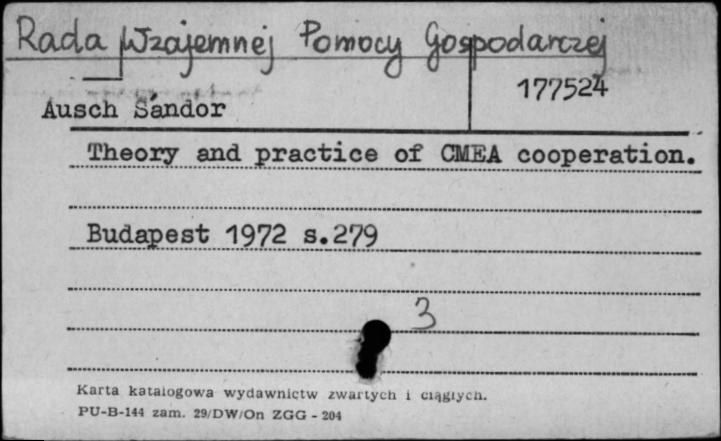 Rada Wzajemnej Pomocy Gospodarczej
177524
Ausch Sándor
Theory and practice of CMEA cooperation.
Budapest 1972 s.279
3
Karta katalogowa wydawnictw zwartych i ciągłych.
PU-B-144 zam. 29/DW/On ZGG - 204